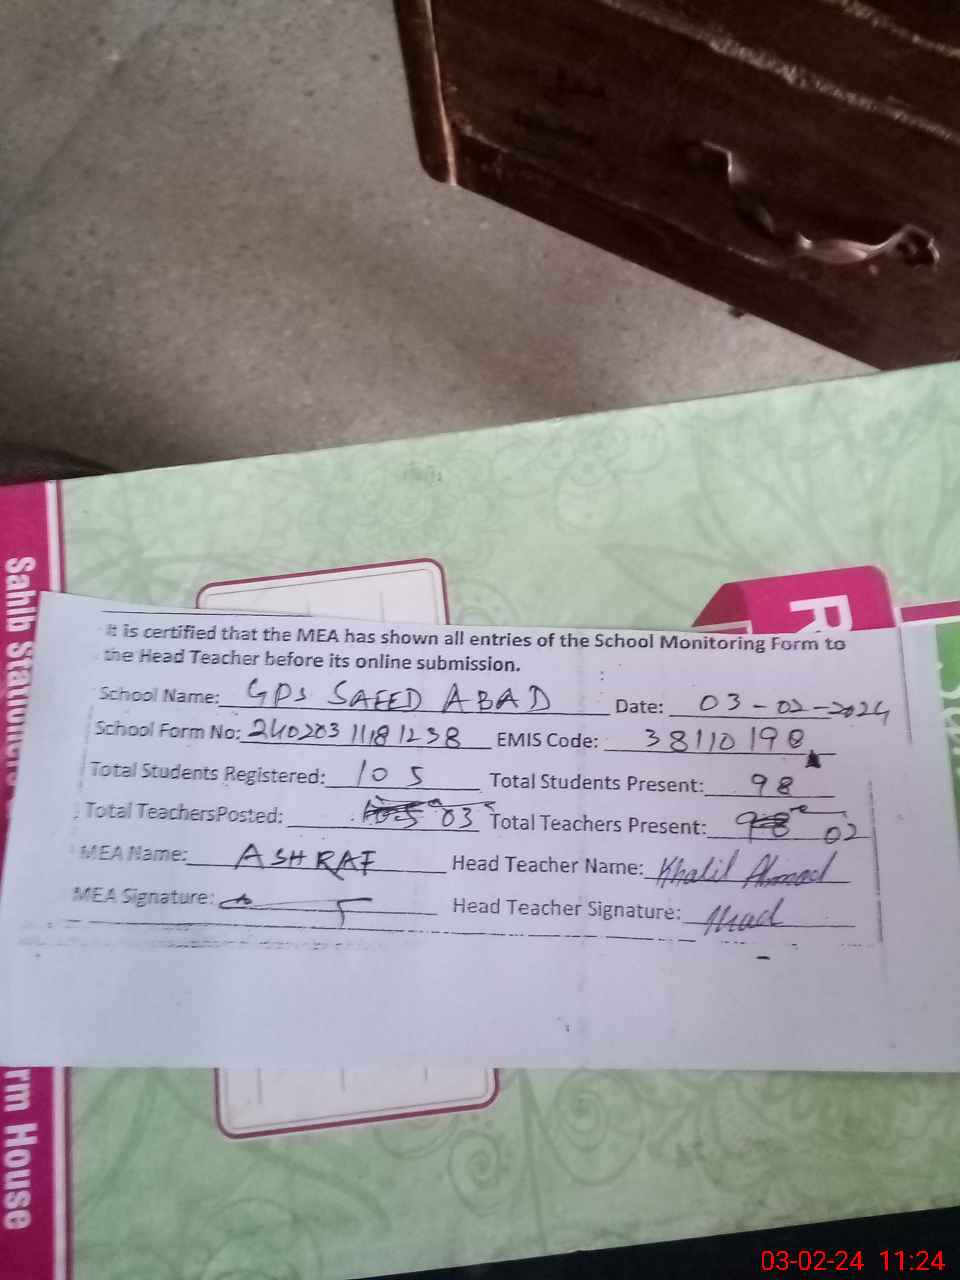 It is certified that the MEA has shown all entries of the School Monitoring Form to
the Head Teacher before its online submission.
School Name: GPS SAEED ABAD Date: 03-02-2024
School Form No: 240203 1118 1238 EMIS Code: 38110198
Total Students Registered: 105 Total Students Present: 98
Total TeachersPosted: 03 Total Teachers Present: 02
MEA Name: ASHRAF Head Teacher Name: Khalil Ahmad
MEA Signature: Head Teacher Signature:
Sahib Stationer
rm House
R
03-02-24 11:24